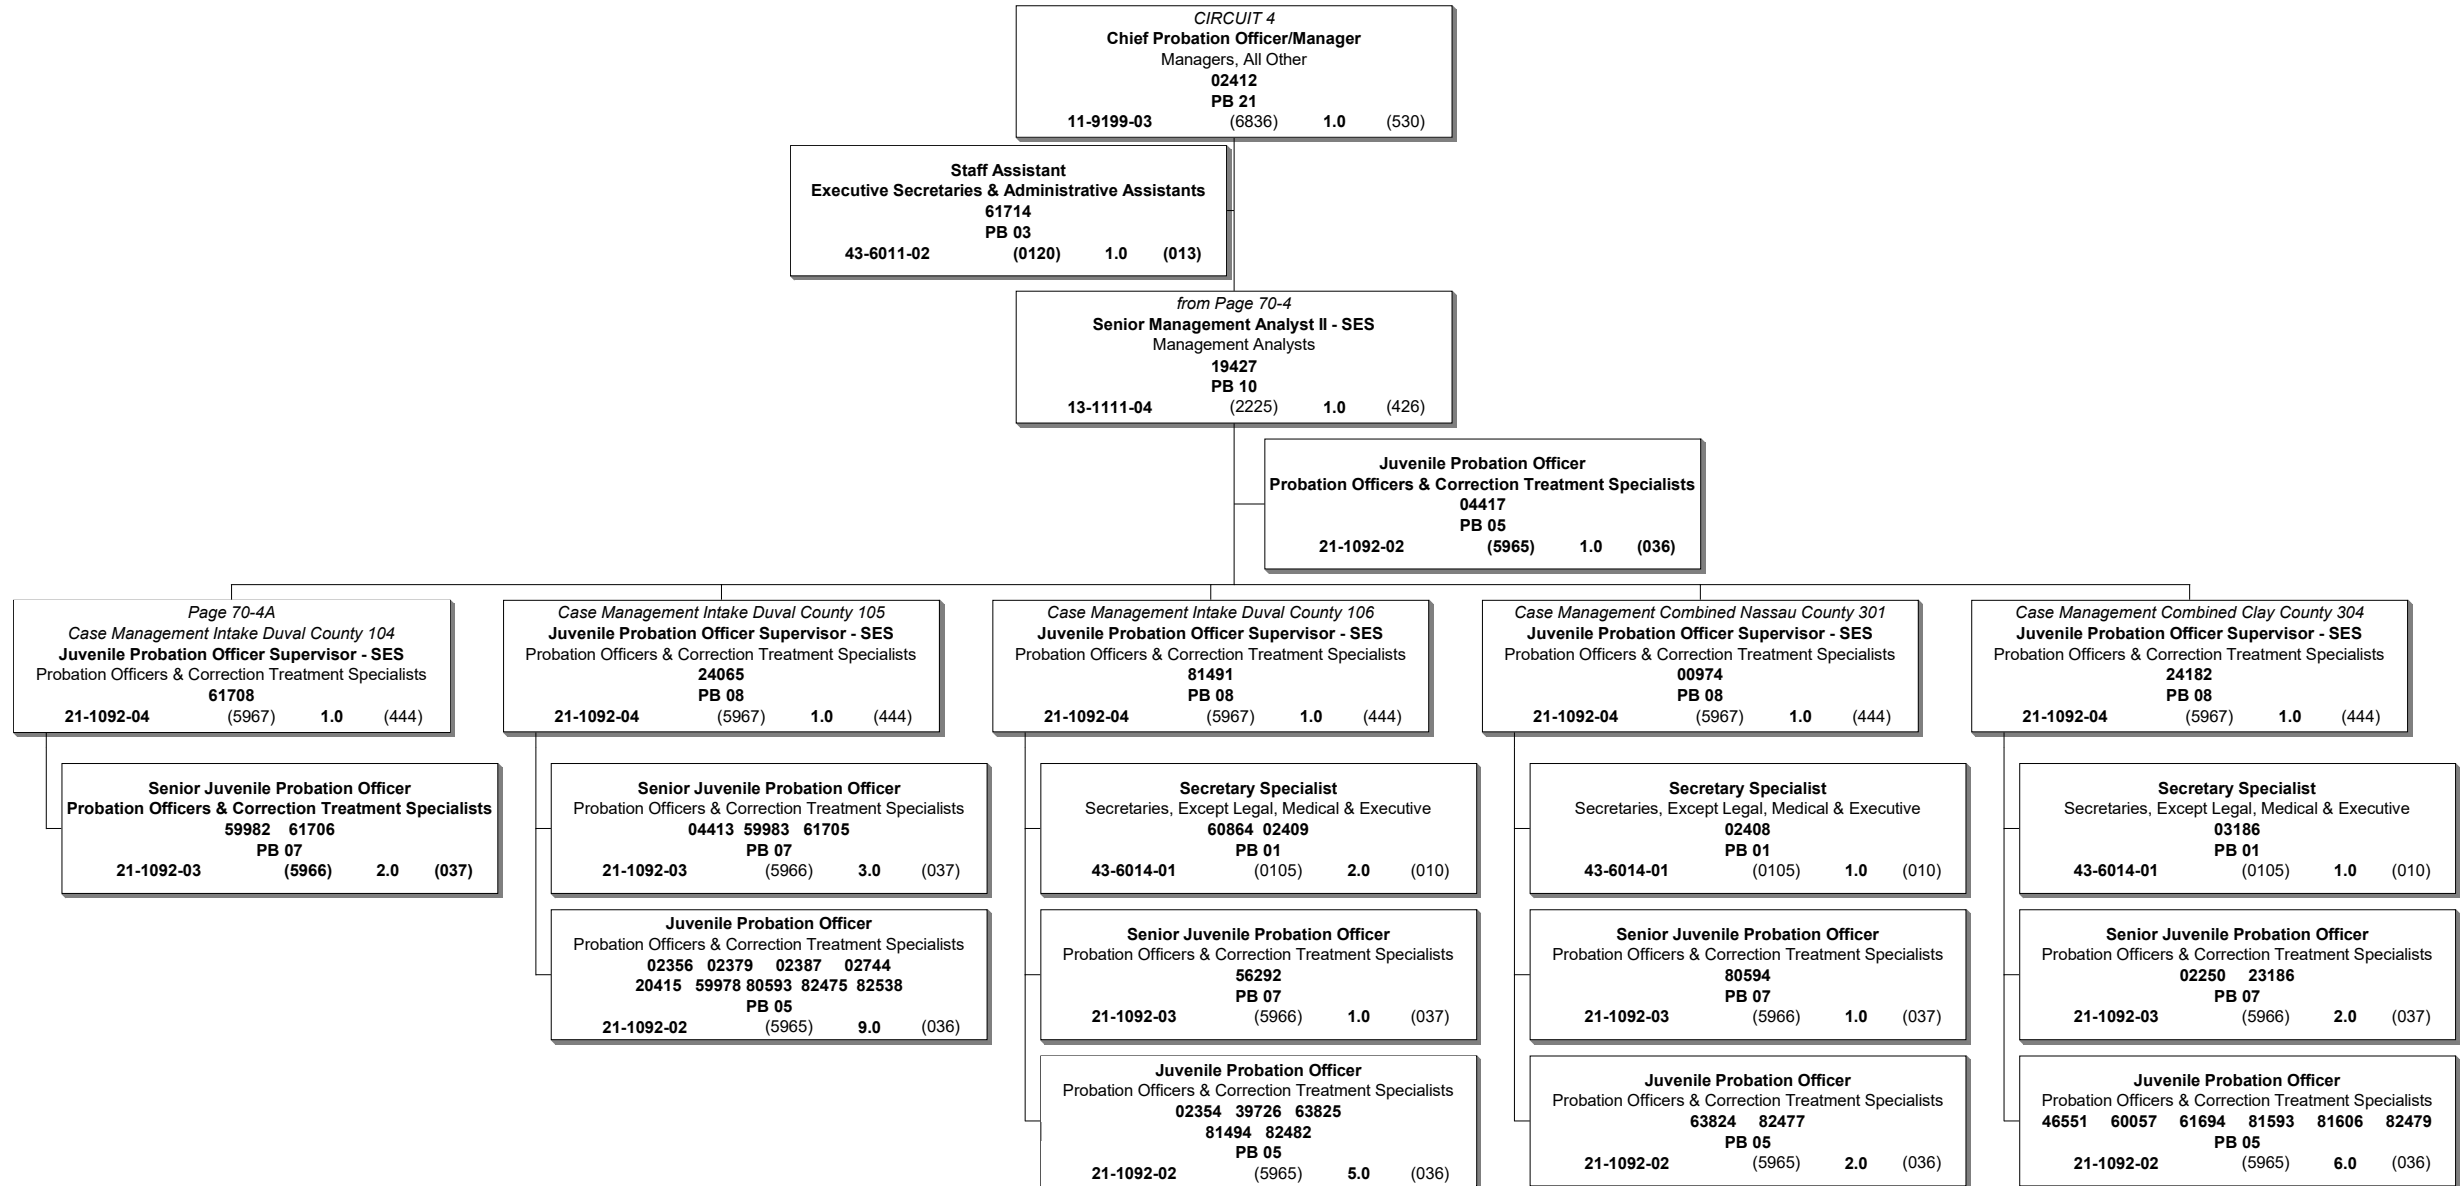 CIRCUIT 4
Chief Probation Officer/Manager
Managers, All Other
02412
PB 21
11-9199-03 (6836) 1.0 (530)
Staff Assistant
Executive Secretaries & Administrative Assistants
61714
PB 03
43-6011-02 (0120) 1.0 (013)
from Page 70-4
Senior Management Analyst II - SES
Management Analysts
19427
PB 10
13-1111-04 (2225) 1.0 (426)
Juvenile Probation Officer
Probation Officers & Correction Treatment Specialists
04417
PB 05
21-1092-02 (5965) 1.0 (036)
Page 70-4A
Case Management Intake Duval County 104
Juvenile Probation Officer Supervisor - SES
Probation Officers & Correction Treatment Specialists
61708
21-1092-04 (5967) 1.0 (444)
Senior Juvenile Probation Officer
Probation Officers & Correction Treatment Specialists
59982 61706
PB 07
21-1092-03 (5966) 2.0 (037)
Case Management Intake Duval County 105
Juvenile Probation Officer Supervisor - SES
Probation Officers & Correction Treatment Specialists
24065
PB 08
21-1092-04 (5967) 1.0 (444)
Senior Juvenile Probation Officer
Probation Officers & Correction Treatment Specialists
04413 59983 61705
PB 07
21-1092-03 (5966) 3.0 (037)
Juvenile Probation Officer
Probation Officers & Correction Treatment Specialists
02356 02379 02387 02744
20415 59978 80593 82475 82538
PB 05
21-1092-02 (5965) 9.0 (036)
Case Management Intake Duval County 106
Juvenile Probation Officer Supervisor - SES
Probation Officers & Correction Treatment Specialists
81491
PB 08
21-1092-04 (5967) 1.0 (444)
Secretary Specialist
Secretaries, Except Legal, Medical & Executive
60864 02409
PB 01
43-6014-01 (0105) 2.0 (010)
Senior Juvenile Probation Officer
Probation Officers & Correction Treatment Specialists
56292
PB 07
21-1092-03 (5966) 1.0 (037)
Juvenile Probation Officer
Probation Officers & Correction Treatment Specialists
02354 39726 63825
81494 82482
PB 05
21-1092-02 (5965) 5.0 (036)
Case Management Combined Nassau County 301
Juvenile Probation Officer Supervisor - SES
Probation Officers & Correction Treatment Specialists
00974
PB 08
21-1092-04 (5967) 1.0 (444)
Secretary Specialist
Secretaries, Except Legal, Medical & Executive
02408
PB 01
43-6014-01 (0105) 1.0 (010)
Senior Juvenile Probation Officer
Probation Officers & Correction Treatment Specialists
80594
PB 07
21-1092-03 (5966) 1.0 (037)
Juvenile Probation Officer
Probation Officers & Correction Treatment Specialists
63824 82477
PB 05
21-1092-02 (5965) 2.0 (036)
Case Management Combined Clay County 304
Juvenile Probation Officer Supervisor - SES
Probation Officers & Correction Treatment Specialists
24182
PB 08
21-1092-04 (5967) 1.0 (444)
Secretary Specialist
Secretaries, Except Legal, Medical & Executive
03186
PB 01
43-6014-01 (0105) 1.0 (010)
Senior Juvenile Probation Officer
Probation Officers & Correction Treatment Specialists
02250 23186
PB 07
21-1092-03 (5966) 2.0 (037)
Juvenile Probation Officer
Probation Officers & Correction Treatment Specialists
46551 60057 61694 81593 81606 82479
PB 05
21-1092-02 (5965) 6.0 (036)